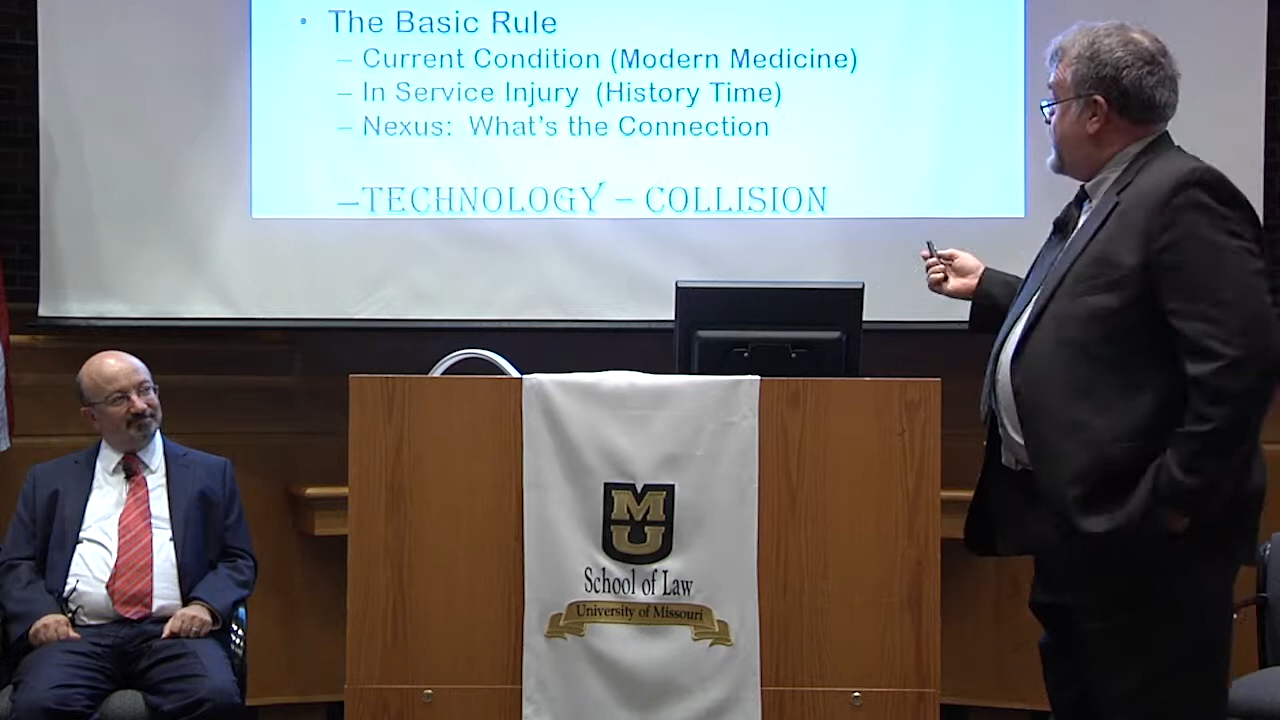 • The Basic Rule
– Current Condition (Modern Medicine)
– In Service Injury (History Time)
– Nexus: What's the Connection
–TECHNOLOGY – COLLISION
MU
School of Law
University of Missouri